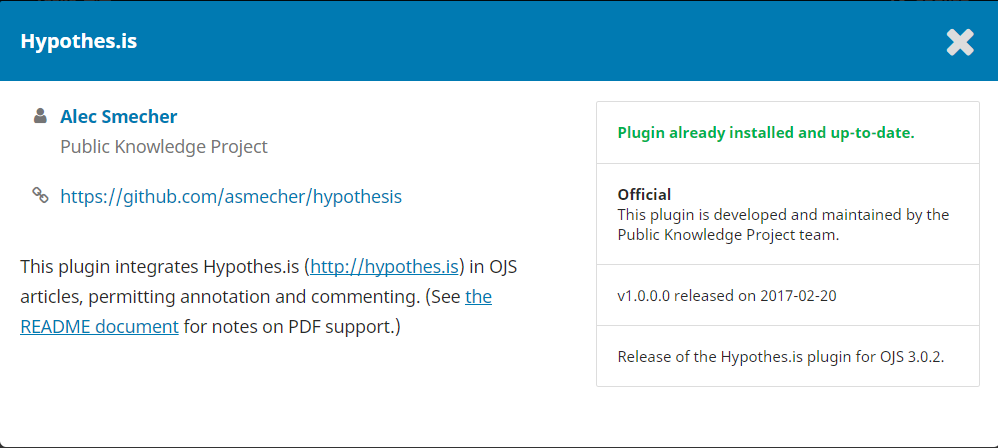 Hypothes.is
Alec Smecher
Public Knowledge Project
https://github.com/asmecher/hypothesis
This plugin integrates Hypothes.is (http://hypothes.is) in OJS
articles, permitting annotation and commenting. (See the
README document for notes on PDF support.)
Plugin already installed and up-to-date.
Official
This plugin is developed and maintained by the
Public Knowledge Project team.
v1.0.0.0 released on 2017-02-20
Release of the Hypothes.is plugin for OJS 3.0.2.